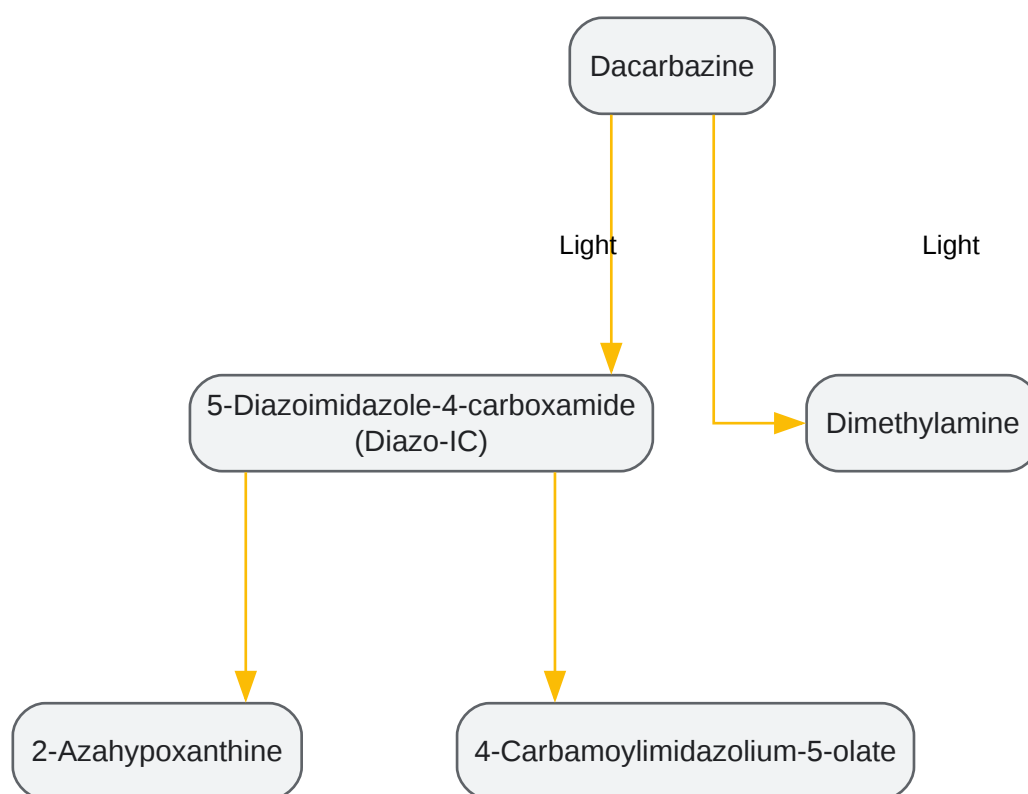 Dacarbazine
Light
Light
5-Diazoimidazole-4-carboxamide
(Diazo-IC)
Dimethylamine
2-Azahypoxanthine
4-Carbamoylimidazolium-5-olate